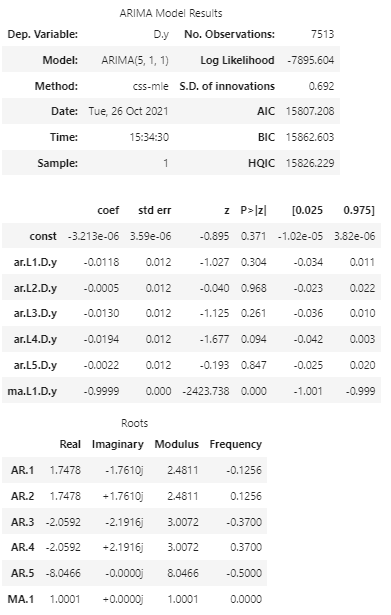 ARIMA Model Results
Dep. Variable: D.y No. Observations: 7513
Model: ARIMA(5, 1, 1) Log Likelihood -7895.604
Method: css-mle S.D. of innovations 0.692
Date: Tue, 26 Oct 2021 AIC 15807.208
Time: 15:34:30 BIC 15862.603
Sample: 1 HQIC 15826.229
coef std err z P>|z| [0.025 0.975]
const -3.213e-06 3.59e-06 -0.895 0.371 -1.02e-05 3.82e-06
ar.L1.D.y -0.0118 0.012 -1.027 0.304 -0.034 0.011
ar.L2.D.y -0.0005 0.012 -0.040 0.968 -0.023 0.022
ar.L3.D.y -0.0130 0.012 -1.125 0.261 -0.036 0.010
ar.L4.D.y -0.0194 0.012 -1.677 0.094 -0.042 0.003
ar.L5.D.y -0.0022 0.012 -0.193 0.847 -0.025 0.020
ma.L1.D.y -0.9999 0.000 -2423.738 0.000 -1.001 -0.999
Roots
Real Imaginary Modulus Frequency
AR.1 1.7478 -1.7610j 2.4811 -0.1256
AR.2 1.7478 +1.7610j 2.4811 0.1256
AR.3 -2.0592 -2.1916j 3.0072 -0.3700
AR.4 -2.0592 +2.1916j 3.0072 0.3700
AR.5 -8.0466 -0.0000j 8.0466 -0.5000
MA.1 1.0001 +0.0000j 1.0001 0.0000